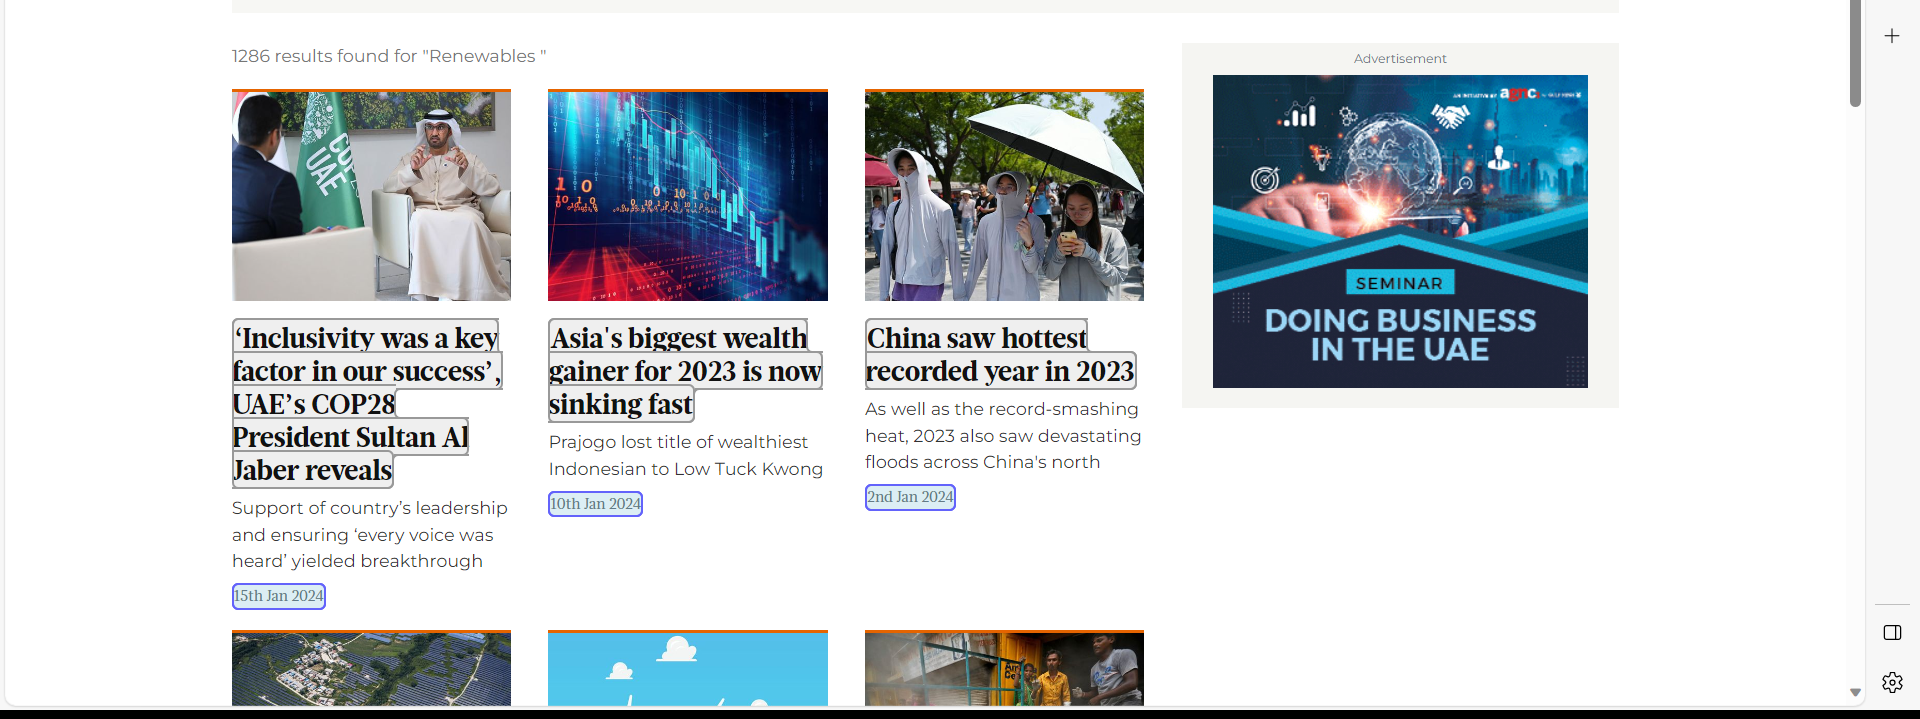 1286 results found for "Renewables "
‘Inclusivity was a key
factor in our success’,
UAE’s COP28
President Sultan Al
Jaber reveals
Support of country’s leadership
and ensuring ‘every voice was
heard’ yielded breakthrough
15th Jan 2024
Asia's biggest wealth
gainer for 2023 is now
sinking fast
Prajogo lost title of wealthiest
Indonesian to Low Tuck Kwong
10th Jan 2024
China saw hottest
recorded year in 2023
As well as the record-smashing
heat, 2023 also saw devastating
floods across China's north
2nd Jan 2024
Advertisement
AN INITIATIVE BY agnc.
SEMINAR
DOING BUSINESS
IN THE UAE
UAE